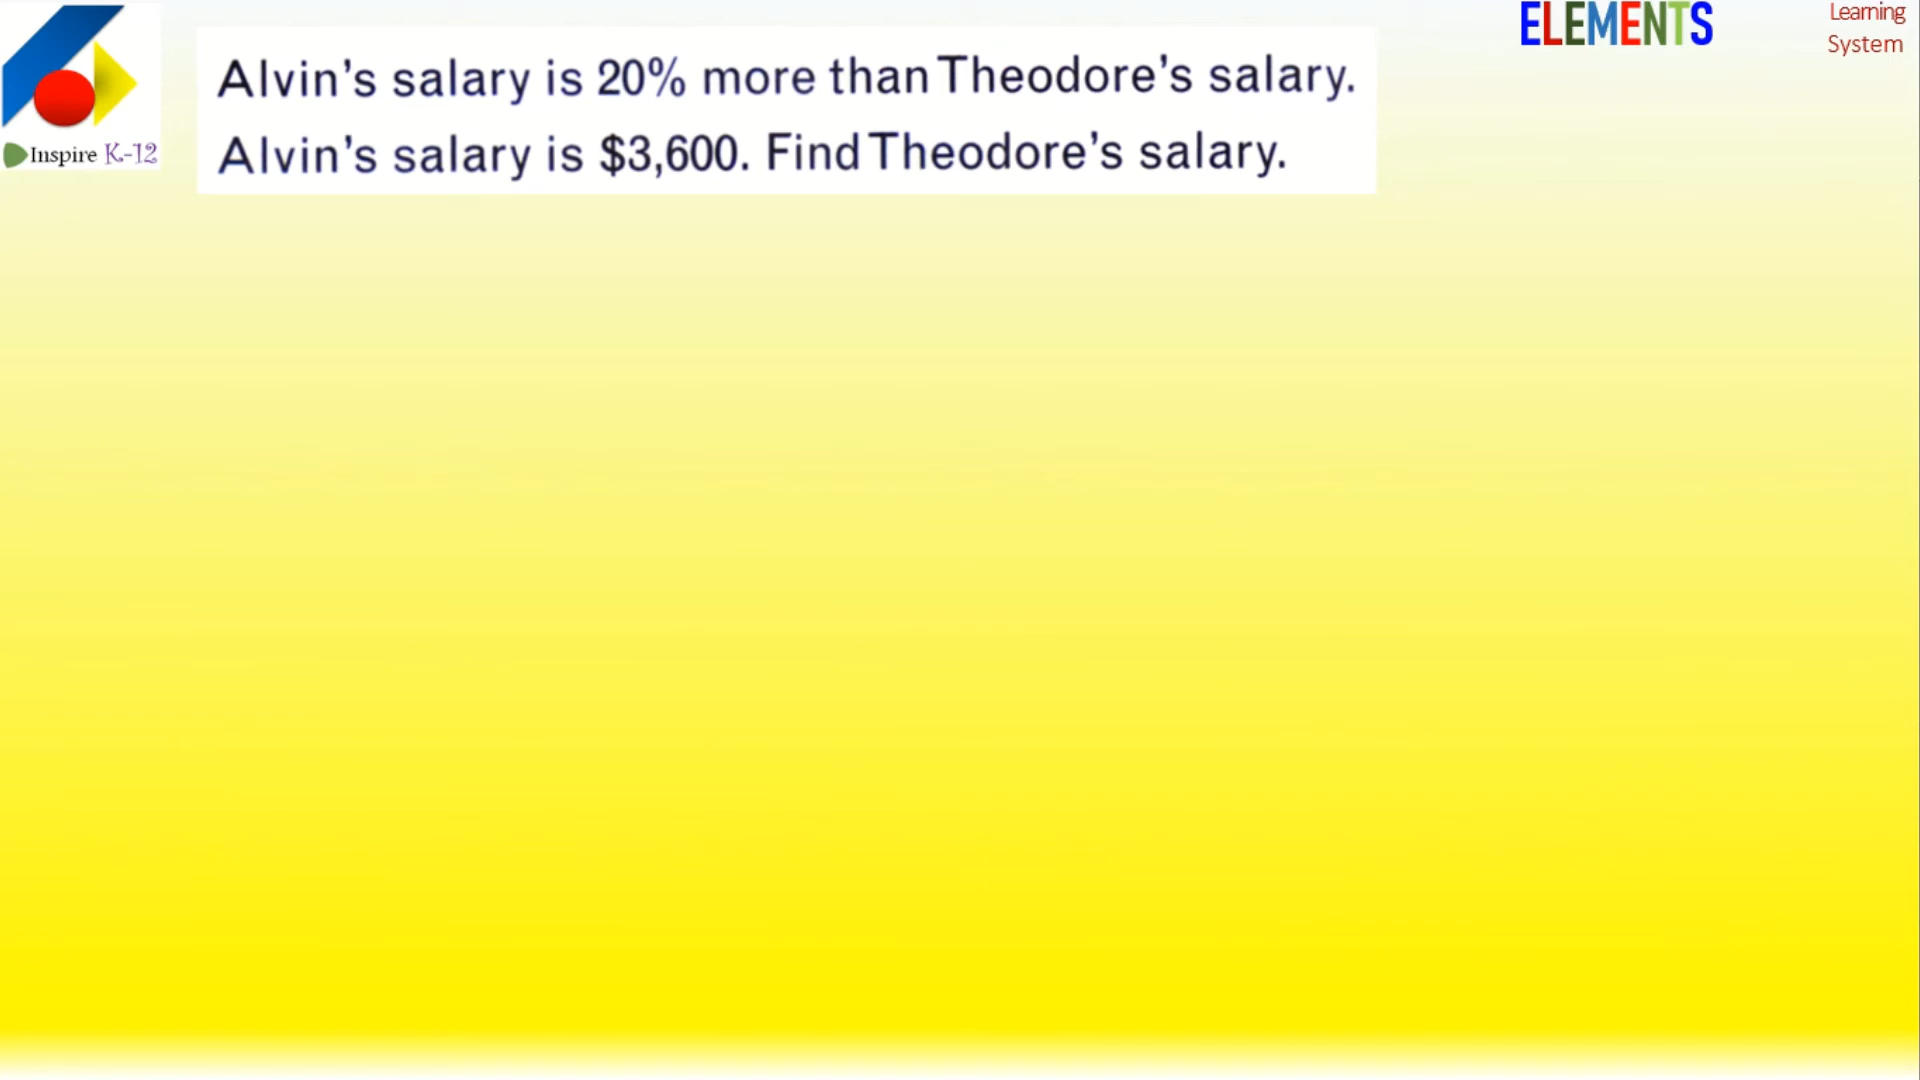 ELEMENTS
Learning
System
Alvin's salary is 20% more than Theodore's salary.
Alvin's salary is $3,600. Find Theodore's salary.
Inspire K-12